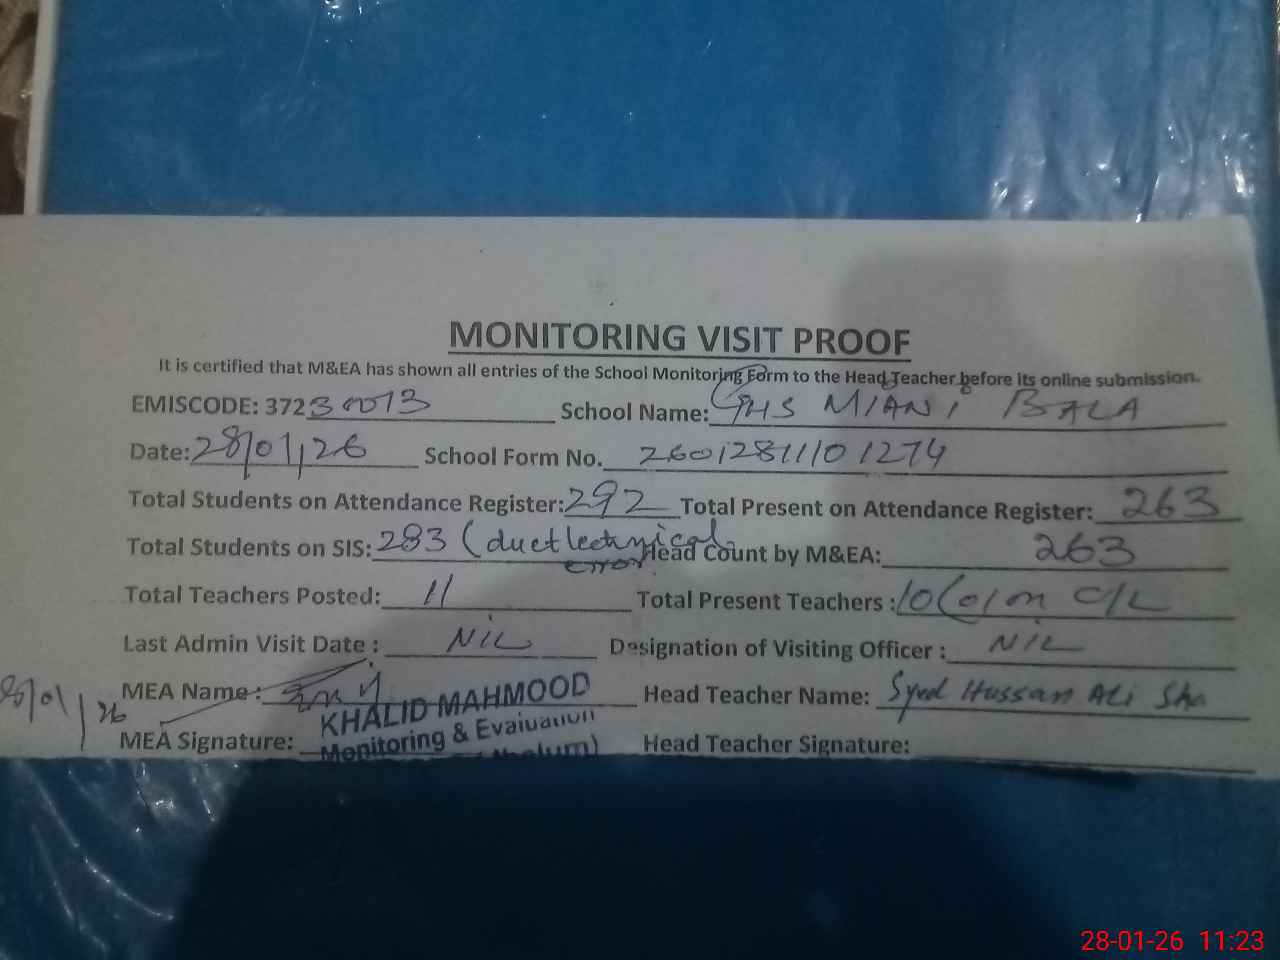 MONITORING VISIT PROOF
It is certified that M&EA has shown all entries of the School Monitoring Form to the Head Teacher before its online submission.
EMISCODE: 37230013 School Name: GHS MIANi BALA
Date: 28/01/26 School Form No. 26012811101274
Total Students on Attendance Register: 292 Total Present on Attendance Register: 263
Total Students on SIS: 283 (due technical error Head Count by M&EA: 263
Total Teachers Posted: 11 Total Present Teachers : 10 (01 on C/L
Last Admin Visit Date : NiL Designation of Visiting Officer : NiL
MEA Name : KHALID MAHMOOD Head Teacher Name: Syed Hussan Ali Sha
28/01/26
MEA Signature: Monitoring & Evaluation Head Teacher Signature:
28-01-26 11:23